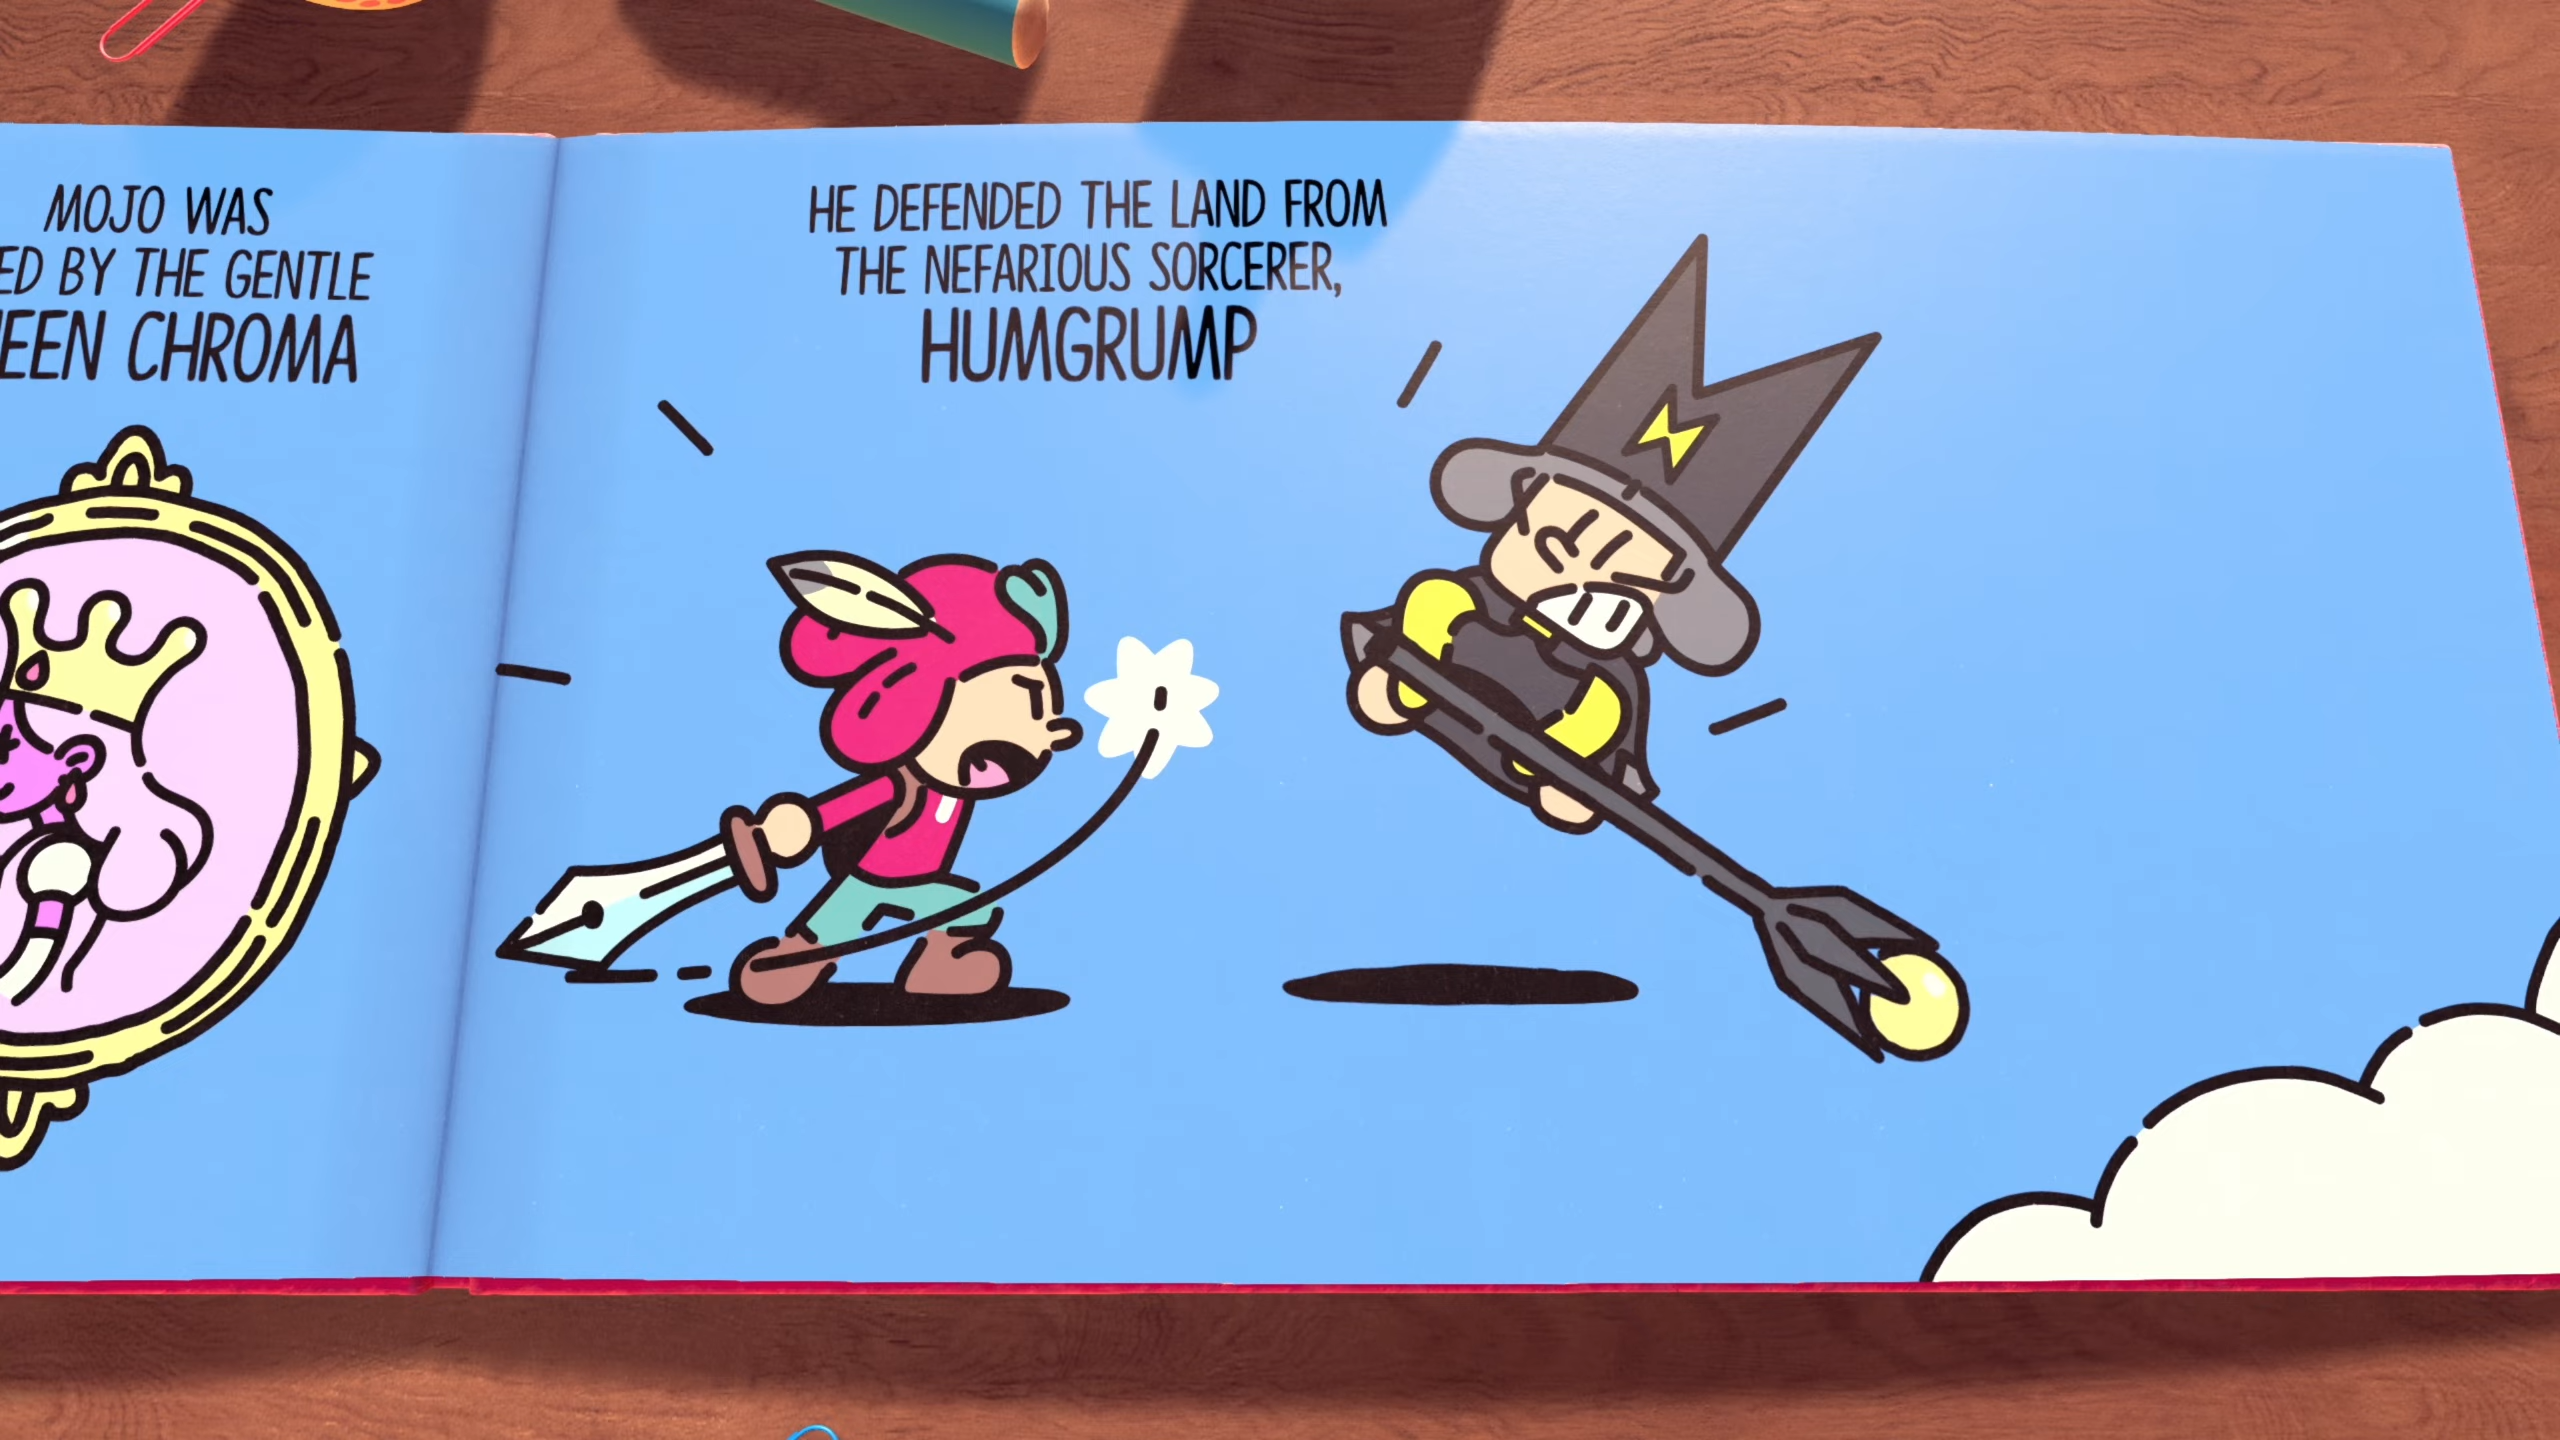 MOJO WAS
ED BY THE GENTLE
EEN CHROMA
HE DEFENDED THE LAND FROM
THE NEFARIOUS SORCERER,
HUMGRUMP